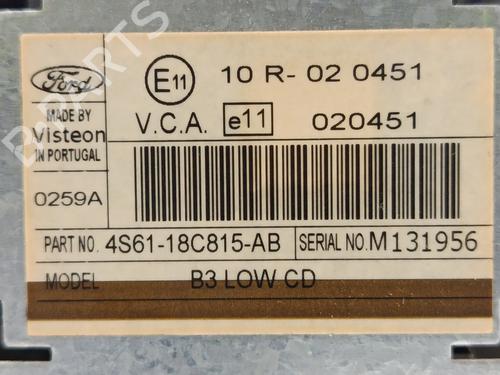 Ford
E11
10 R- 02 0451
MADE BY
Visteon
IN PORTUGAL
V.C.A.
e11
020451
0259A
PART NO. 4S61-18C815-AB
SERIAL NO. M131956
MODEL B3 LOW CD